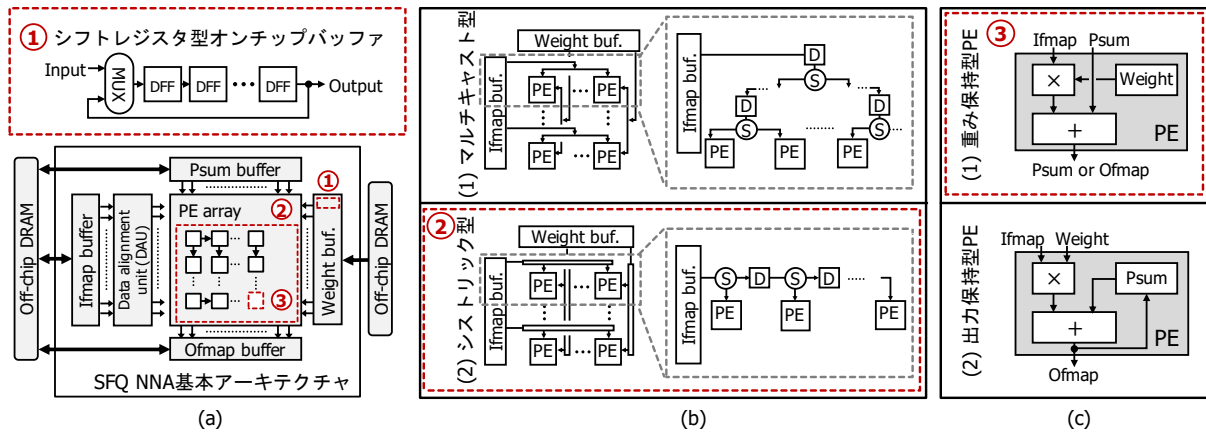 ① シフトレジスタ型オンチップバッファ
Input
MUX
DFF
DFF
DFF
Output
Off-chip DRAM
Psum buffer
Ifmap buffer
Data alignment
unit (DAU)
PE array
①
②
③
Weight buf.
Off-chip DRAM
Ofmap buffer
SFQ NNA基本アーキテクチャ
(a)
(1) マルチキャスト型
Weight buf.
Ifmap buf.
PE
PE
PE
PE
Ifmap buf.
D
S
D
D
S
S
PE
PE
PE
②
(2) シストリック型
Weight buf.
Ifmap buf.
PE
PE
PE
PE
Ifmap buf.
S
D
S
D
PE
PE
PE
(b)
③
(1) 重み保持型PE
Ifmap
Psum
×
Weight
+
PE
Psum or Ofmap
(2) 出力保持型PE
Ifmap
Weight
×
Psum
+
PE
Ofmap
(c)